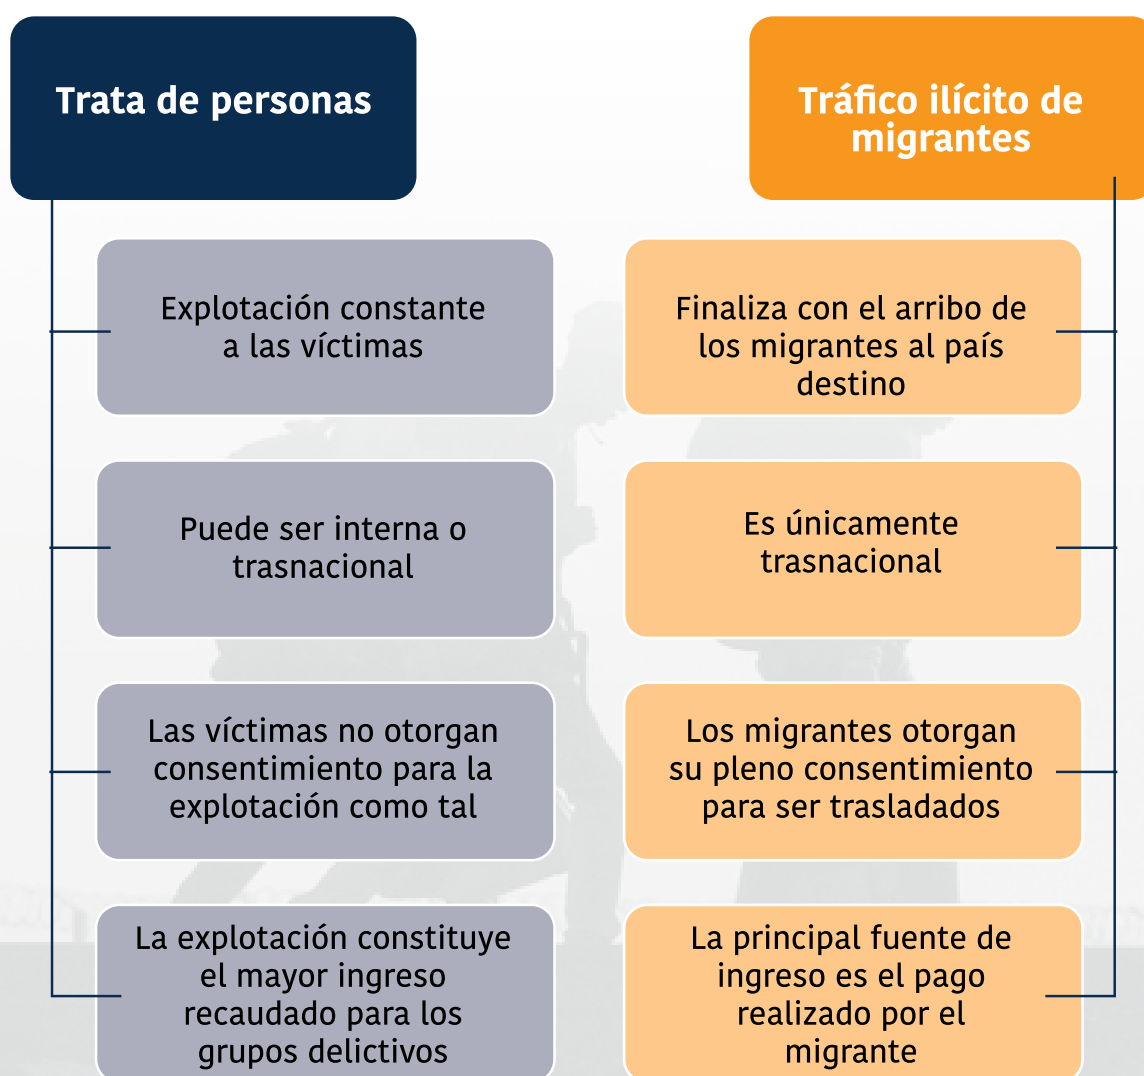 Trata de personas
Explotación constante
a las víctimas
Puede ser interna o
trasnacional
Las víctimas no otorgan
consentimiento para la
explotación como tal
La explotación constituye
el mayor ingreso
recaudado para los
grupos delictivos
Tráfico ilícito de
migrantes
Finaliza con el arribo de
los migrantes al país
destino
Es únicamente
trasnacional
Los migrantes otorgan
su pleno consentimiento
para ser trasladados
La principal fuente de
ingreso es el pago
realizado por el
migrante